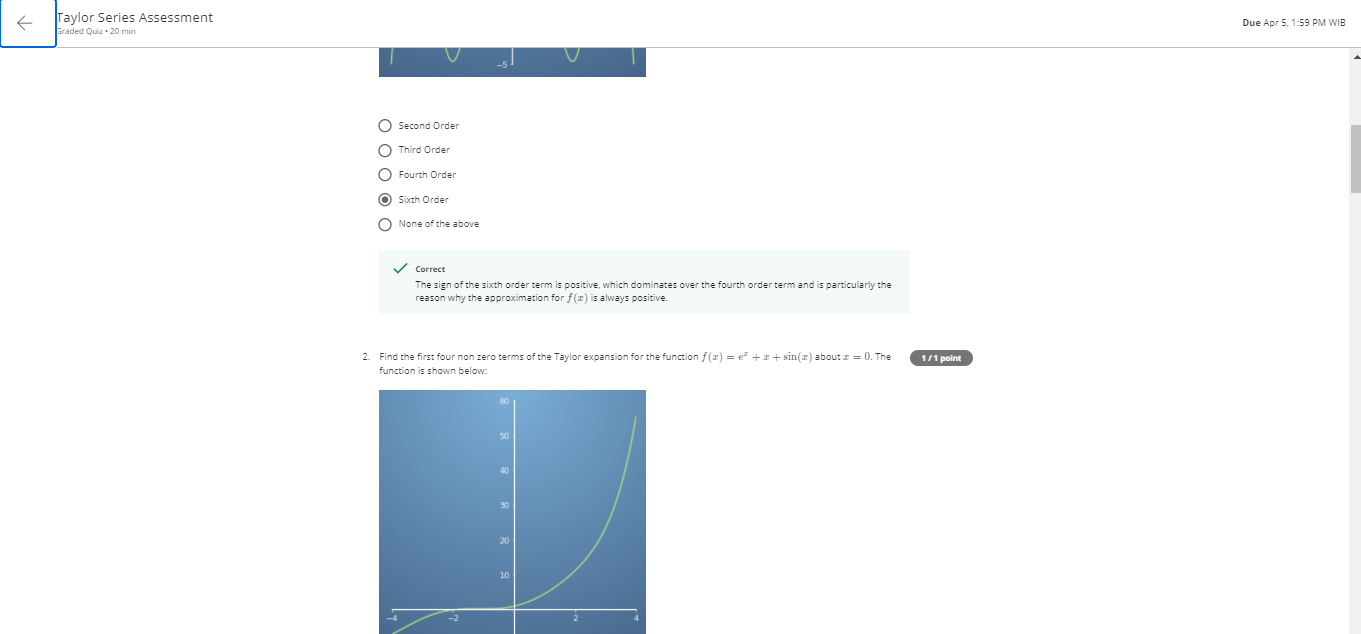 Taylor Series Assessment
Graded Quiz • 20 min
Due Apr 5, 1:59 PM WIB
−5
Second Order
Third Order
Fourth Order
Sixth Order
None of the above
Correct
The sign of the sixth order term is positive, which dominates over the fourth order term and is particularly the
reason why the approximation for f(x) is always positive.
2. Find the first four non zero terms of the Taylor expansion for the function f(x) = eˣ + x + sin(x) about x = 0. The
function is shown below:
1 / 1 point
60
50
40
30
20
10
−4 −2 2 4